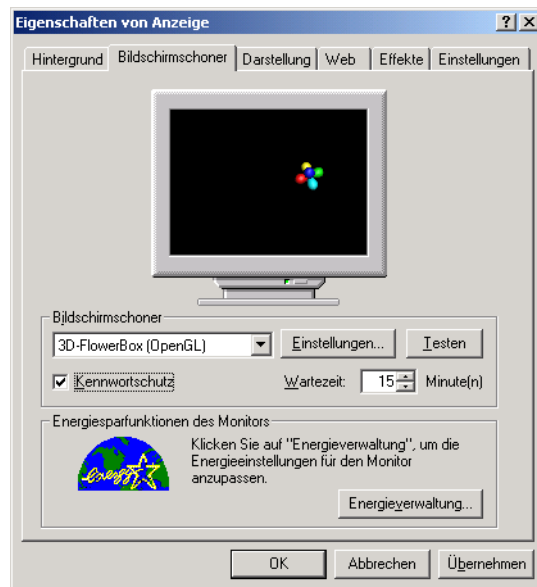 Eigenschaften von Anzeige
Hintergrund Bildschirmschoner Darstellung Web Effekte Einstellungen
Bildschirmschoner
3D-FlowerBox (OpenGL) Einstellungen... Testen
Kennwortschutz Wartezeit: 15 Minute(n)
Energiesparfunktionen des Monitors
Klicken Sie auf "Energieverwaltung", um die
Energieeinstellungen für den Monitor
anzupassen.
energy
Energieverwaltung...
OK Abbrechen Übernehmen